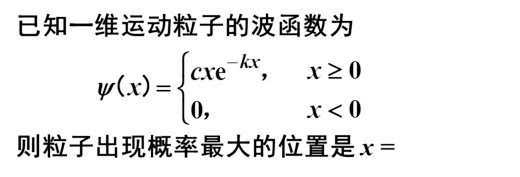 已知一维运动粒子的波函数为
ψ(x) = { cxe^{-kx}, x ≥ 0
0, x < 0
则粒子出现概率最大的位置是 x =